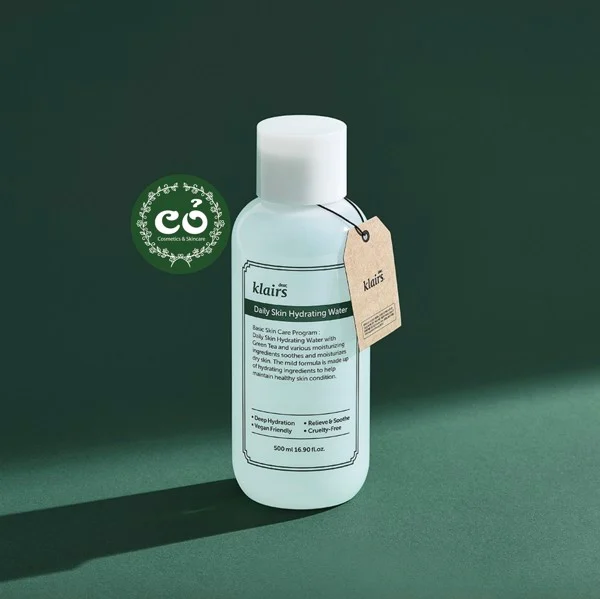 cỏ
Cosmetics & Skincare
dear,
klairs
Daily Skin Hydrating Water
Basic Skin Care Program :
Daily Skin Hydrating Water with
Green Tea and various moisturizing
ingredients soothes and moisturizes
dry skin. The mild formula is made up
of hydrating ingredients to help
maintain healthy skin condition.
• Deep Hydration • Relieve & Soothe
• Vegan Friendly • Cruelty-Free
500 ml 16.90 fl.oz.
dear,
klairs